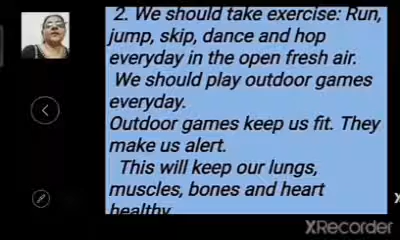 2. We should take exercise: Run,
jump, skip, dance and hop
everyday in the open fresh air.
We should play outdoor games
everyday.
Outdoor games keep us fit. They
make us alert.
This will keep our lungs,
muscles, bones and heart
healthy
XRecorder